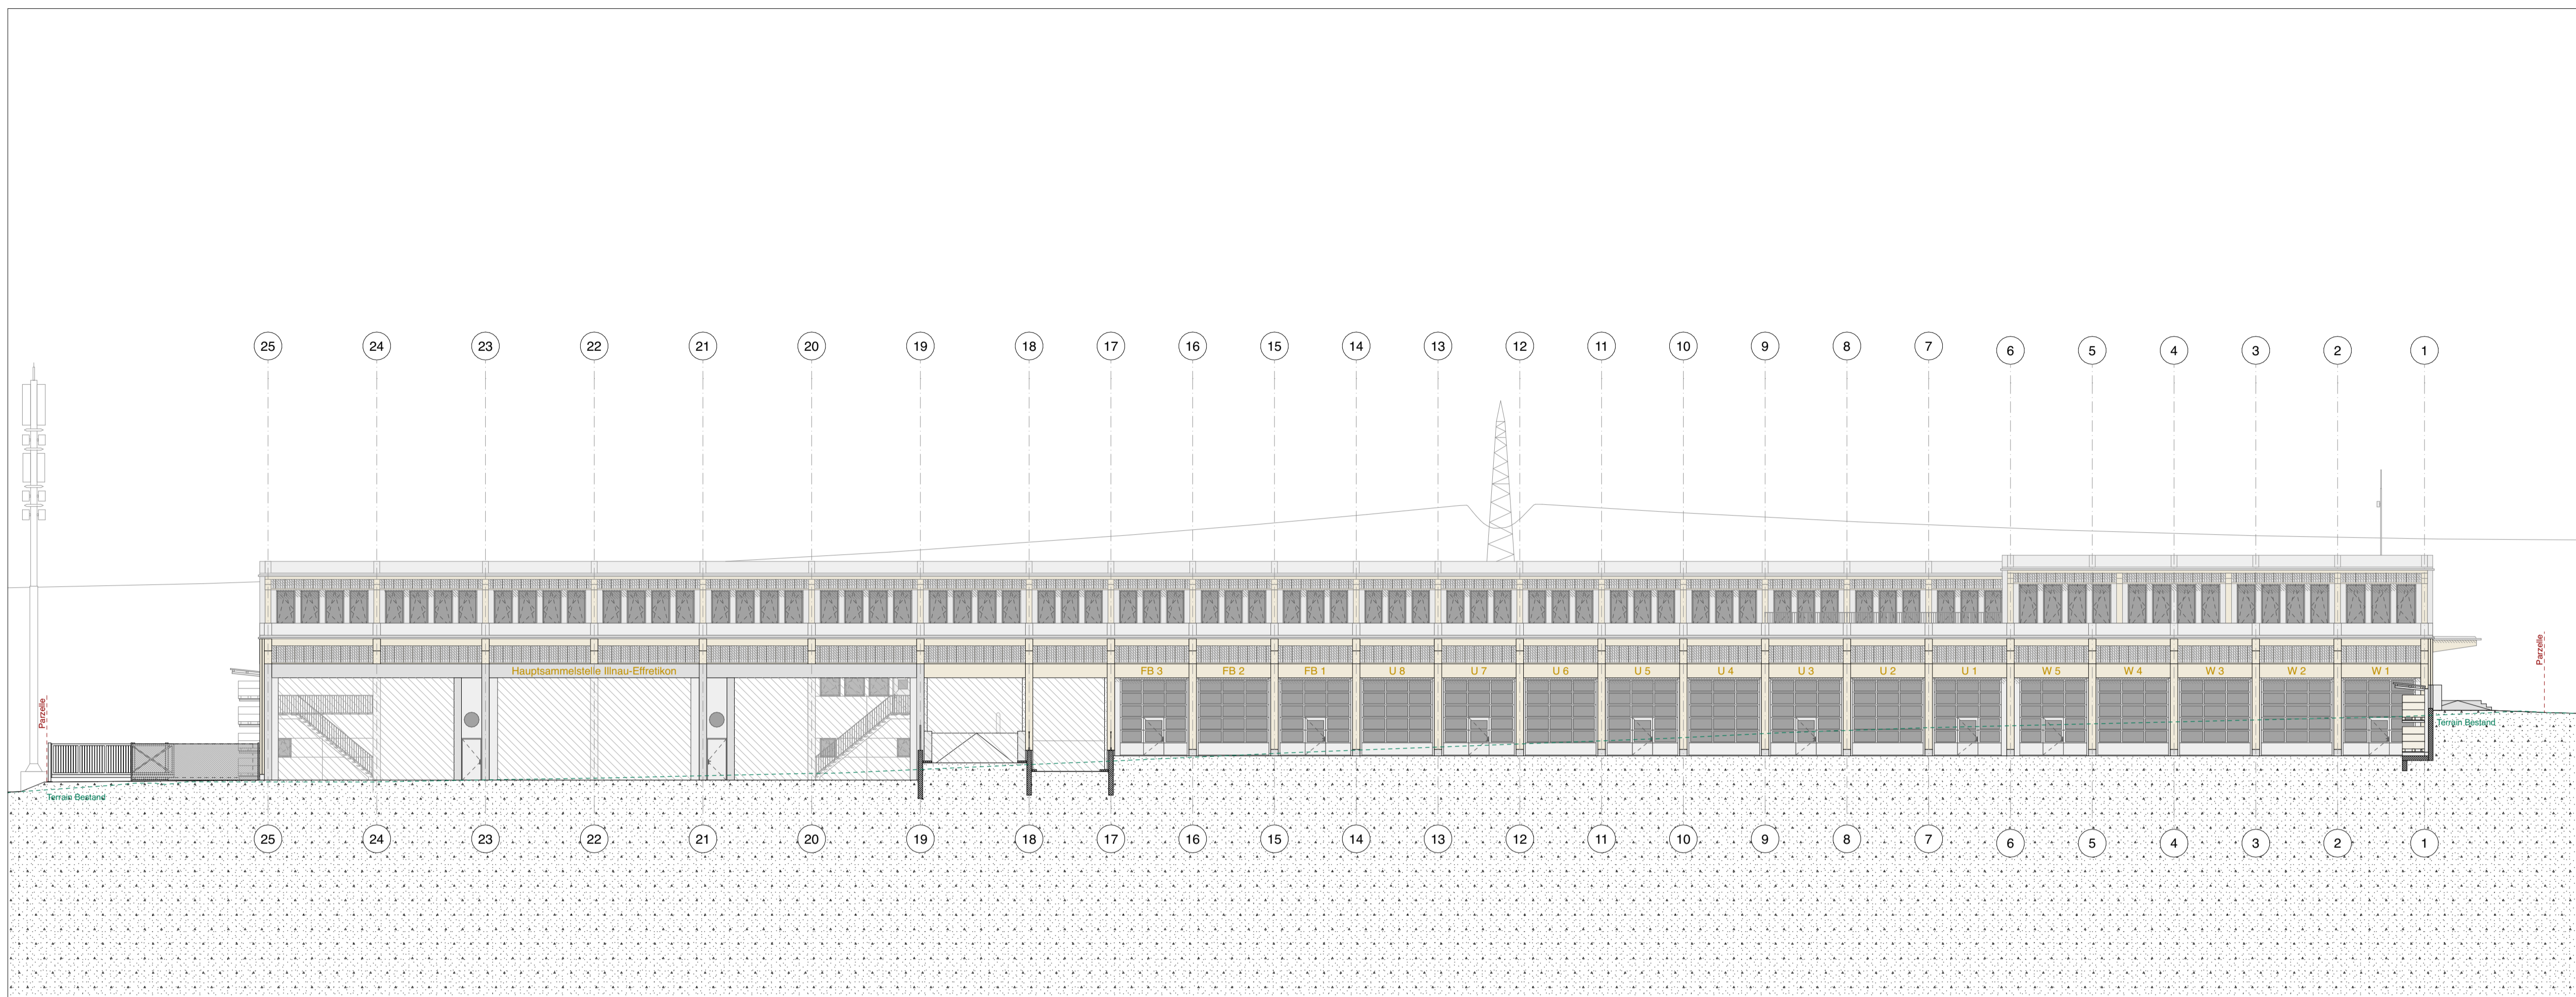 25 24 23 22 21 20 19 18 17 16 15 14 13 12 11 10 9 8 7 6 5 4 3 2 1
Parzelle
Parzelle
Hauptsammelstelle Illnau-Effretikon
FB 3 FB 2 FB 1 U 8 U 7 U 6 U 5 U 4 U 3 U 2 U 1 W 5 W 4 W 3 W 2 W 1
Terrain Bestand
Terrain Bestand
25 24 23 22 21 20 19 18 17 16 15 14 13 12 11 10 9 8 7 6 5 4 3 2 1